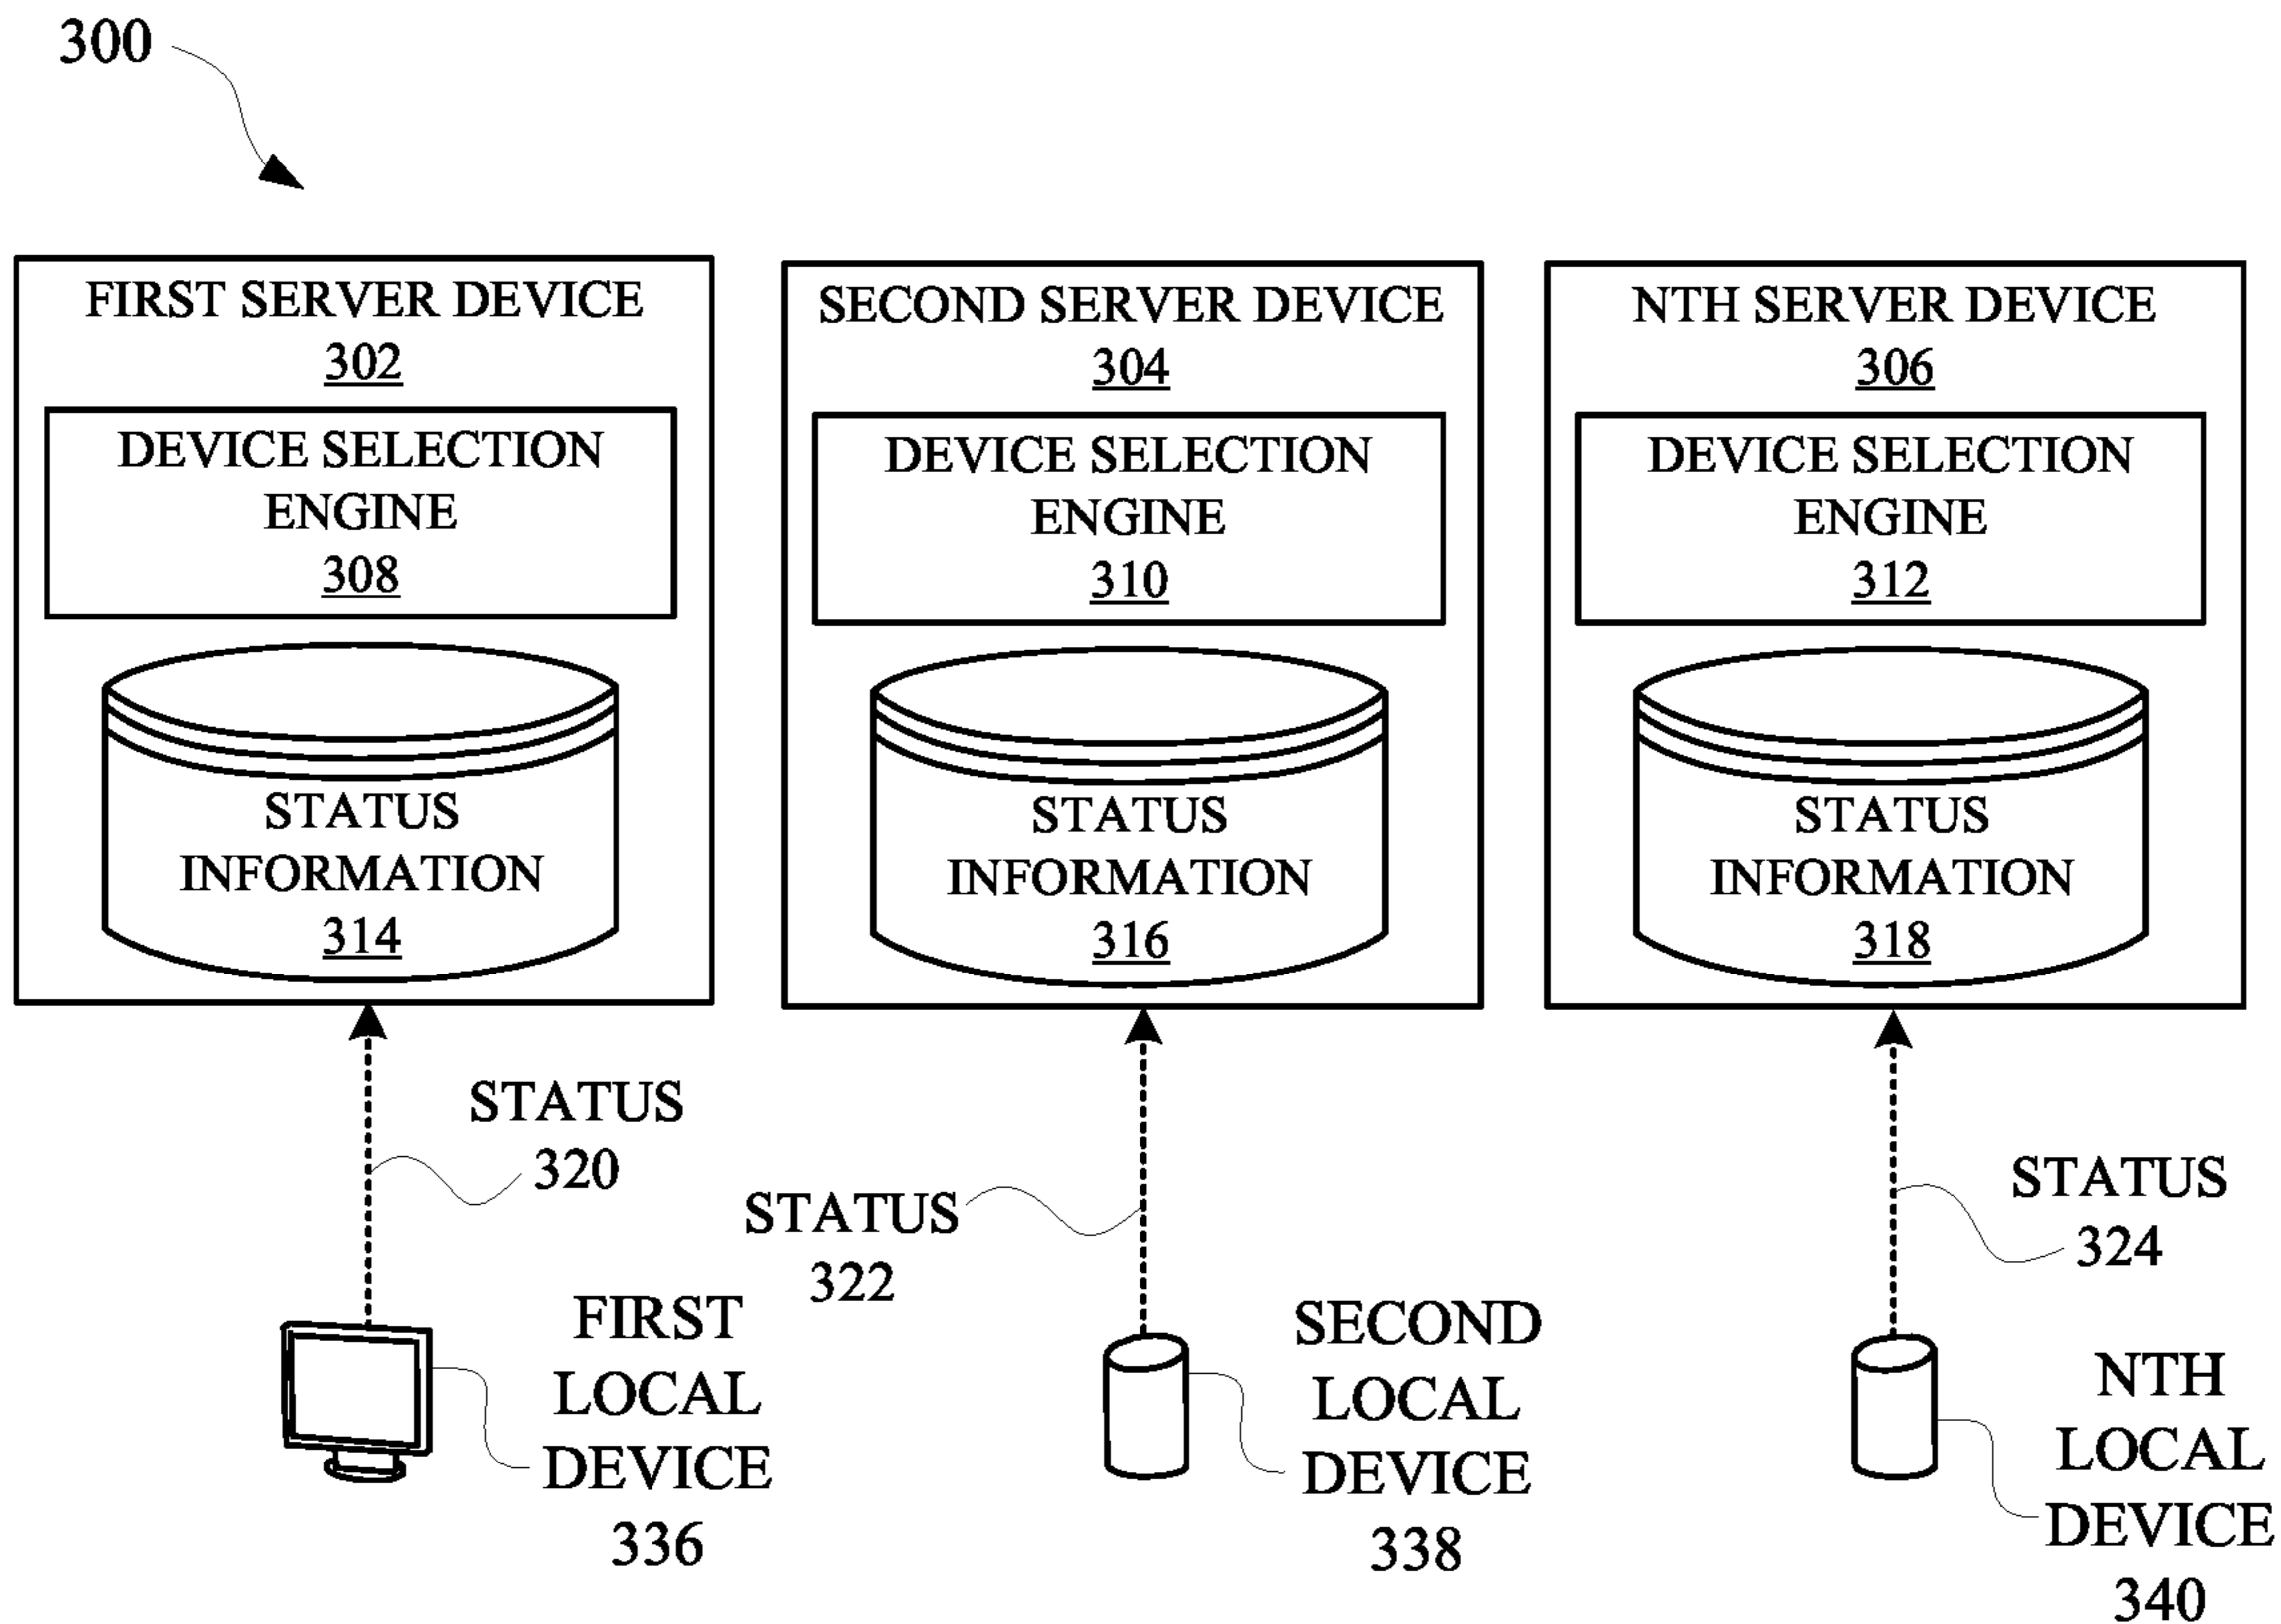 300
FIRST SERVER DEVICE
302
DEVICE SELECTION
ENGINE
308
STATUS
INFORMATION
314
SECOND SERVER DEVICE
304
DEVICE SELECTION
ENGINE
310
STATUS
INFORMATION
316
NTH SERVER DEVICE
306
DEVICE SELECTION
ENGINE
312
STATUS
INFORMATION
318
STATUS
320
STATUS
322
STATUS
324
FIRST
LOCAL
DEVICE
336
SECOND
LOCAL
DEVICE
338
NTH
LOCAL
DEVICE
340